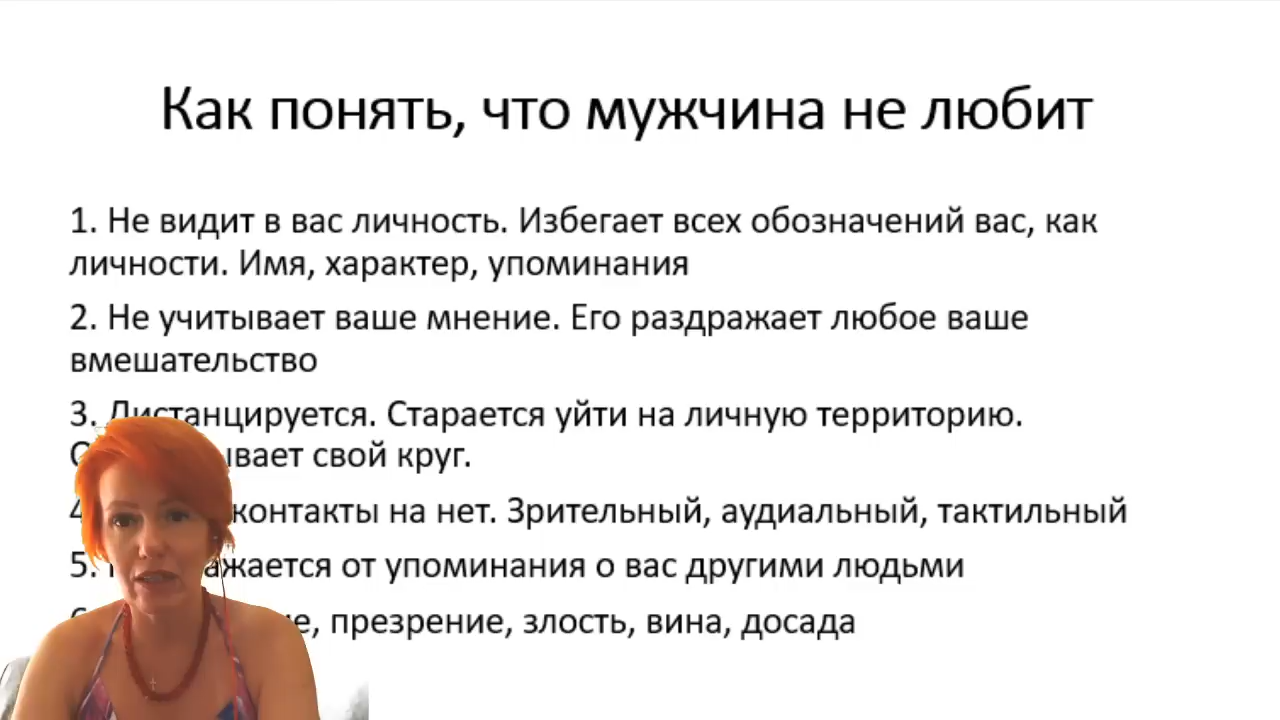 Как понять, что мужчина не любит
1. Не видит в вас личность. Избегает всех обозначений вас, как
личности. Имя, характер, упоминания
2. Не учитывает ваше мнение. Его раздражает любое ваше
вмешательство
3. Дистанцируется. Старается уйти на личную территорию.
свой круг.
контакты на нет. Зрительный, аудиальный, тактильный
5. от упоминания о вас другими людьми
презрение, злость, вина, досада